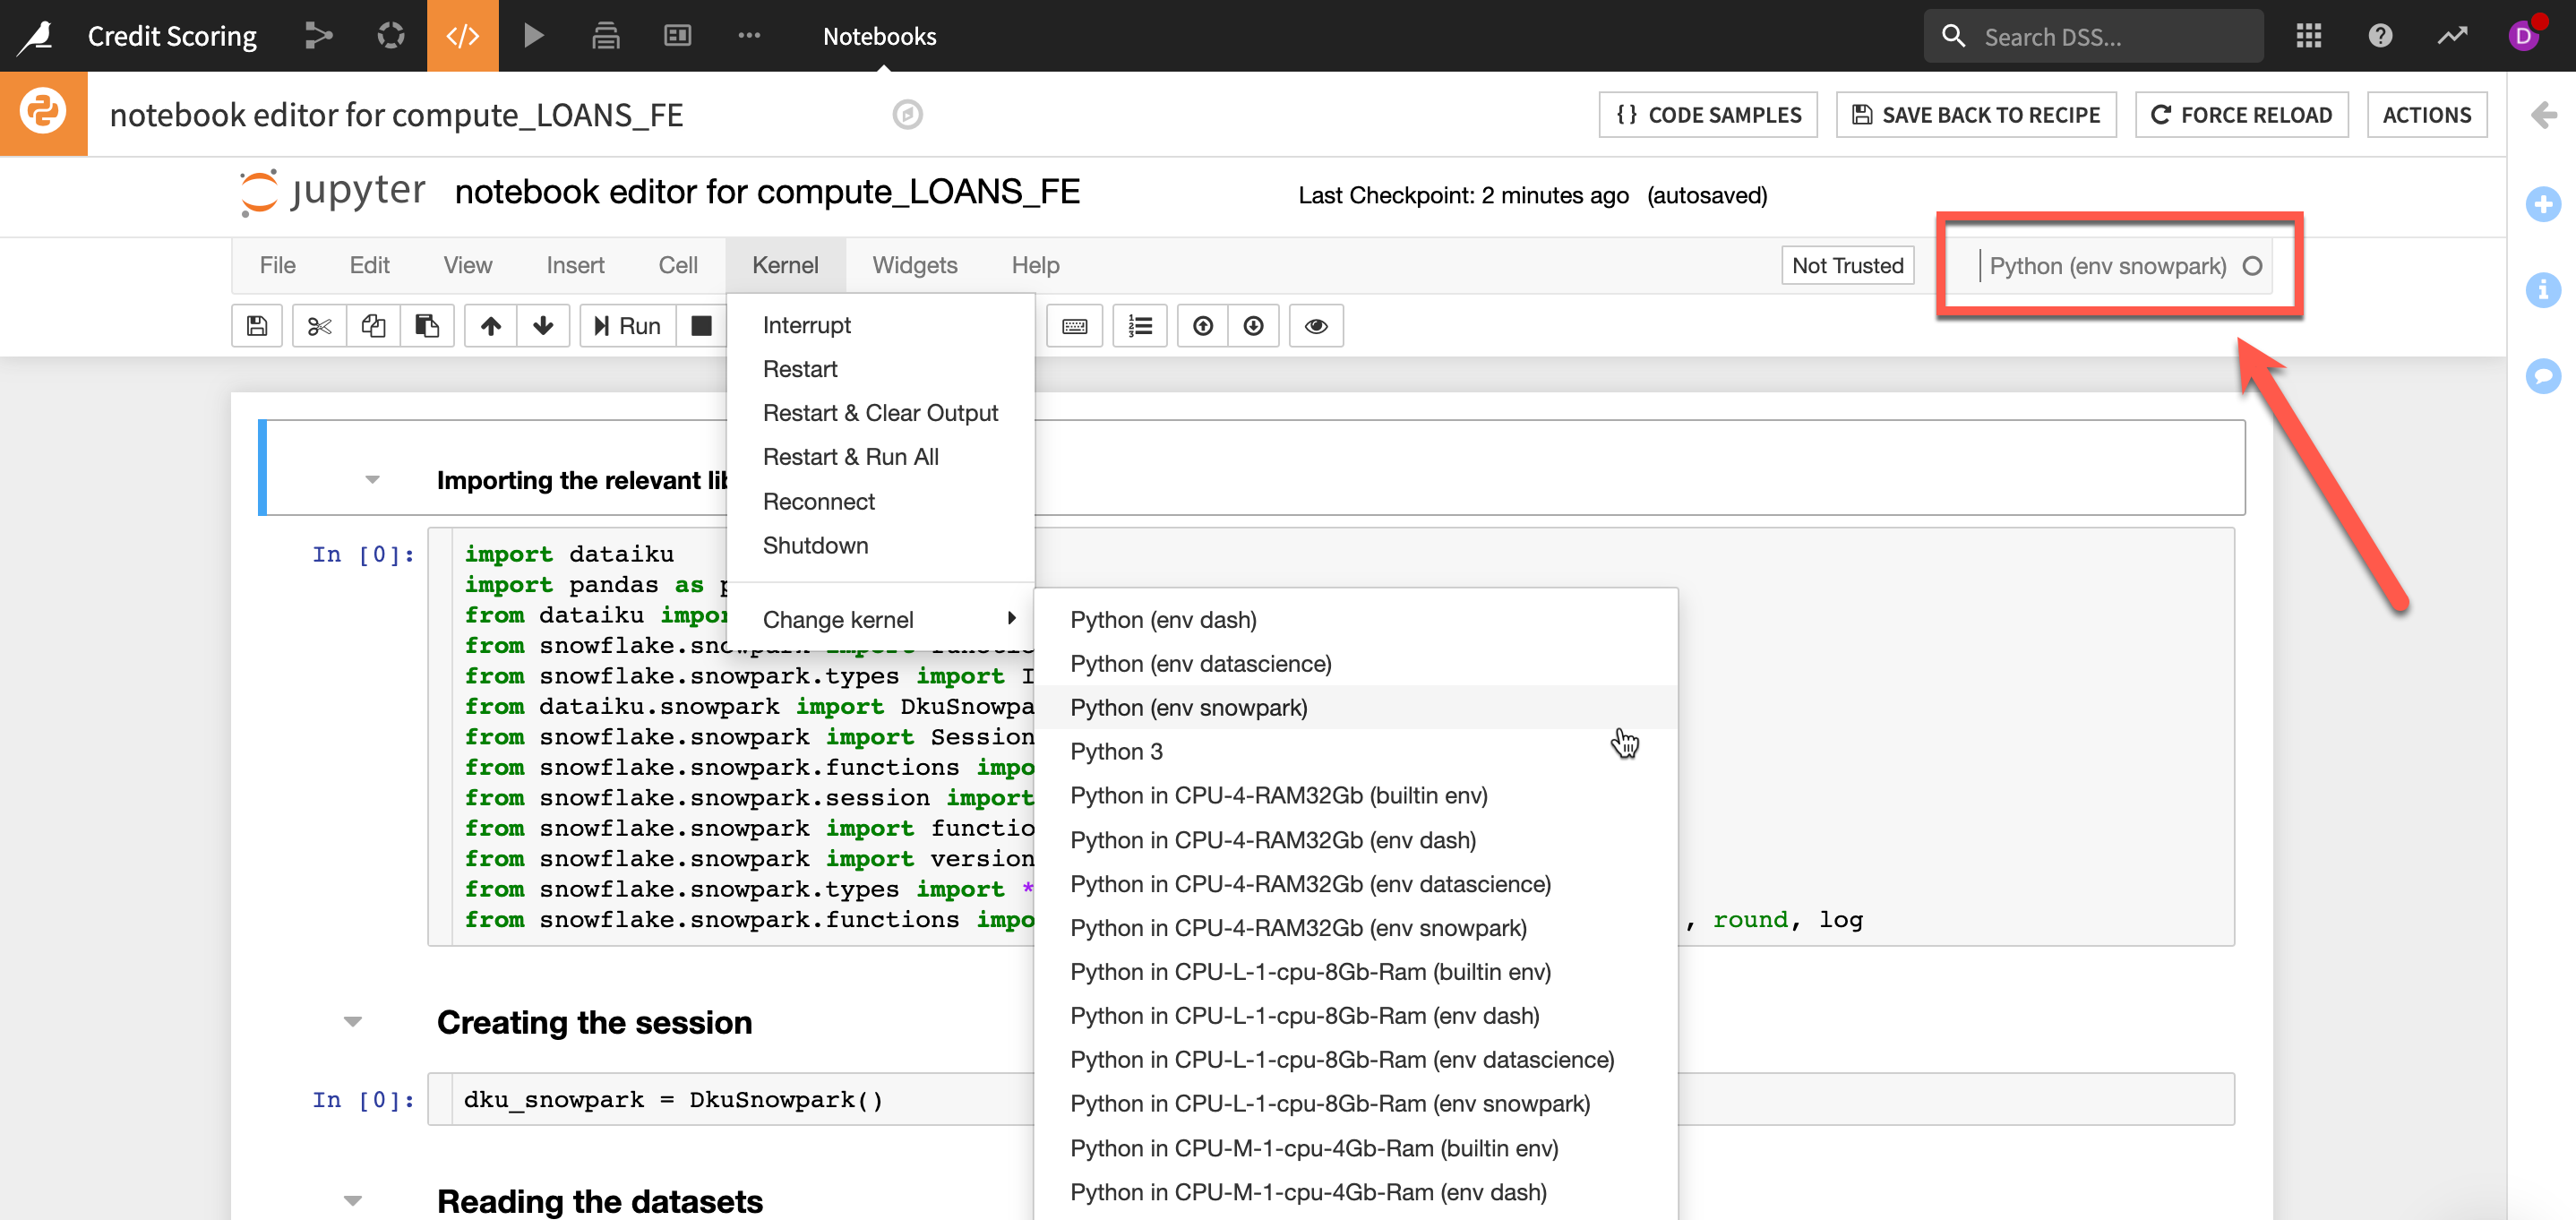 Credit Scoring
Notebooks
Search DSS...
D
notebook editor for compute_LOANS_FE
{} CODE SAMPLES
SAVE BACK TO RECIPE
FORCE RELOAD
ACTIONS
jupyter notebook editor for compute_LOANS_FE
Last Checkpoint: 2 minutes ago (autosaved)
File Edit View Insert Cell Kernel Widgets Help
Not Trusted
Python (env snowpark)
Run
Interrupt
Restart
Restart & Clear Output
Restart & Run All
Reconnect
Shutdown
Change kernel
Python (env dash)
Python (env datascience)
Python (env snowpark)
Python 3
Python in CPU-4-RAM32Gb (builtin env)
Python in CPU-4-RAM32Gb (env dash)
Python in CPU-4-RAM32Gb (env datascience)
Python in CPU-4-RAM32Gb (env snowpark)
Python in CPU-L-1-cpu-8Gb-Ram (builtin env)
Python in CPU-L-1-cpu-8Gb-Ram (env dash)
Python in CPU-L-1-cpu-8Gb-Ram (env datascience)
Python in CPU-L-1-cpu-8Gb-Ram (env snowpark)
Python in CPU-M-1-cpu-4Gb-Ram (builtin env)
Python in CPU-M-1-cpu-4Gb-Ram (env dash)
Importing the relevant lib
In [0]:
import dataiku
import pandas as p
from dataiku impor
from snowflake.snowpark import functio
from snowflake.snowpark.types import I
from dataiku.snowpark import DkuSnowpa
from snowflake.snowpark import Session
from snowflake.snowpark.functions impo
from snowflake.snowpark.session import
from snowflake.snowpark import functio
from snowflake.snowpark import version
from snowflake.snowpark.types import *
from snowflake.snowpark.functions impo , round, log
Creating the session
In [0]:
dku_snowpark = DkuSnowpark()
Reading the datasets